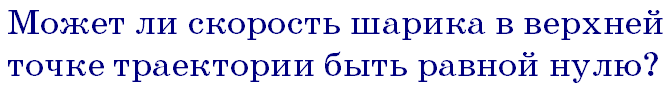 Может ли скорость шарика в верхней
точке траектории быть равной нулю?